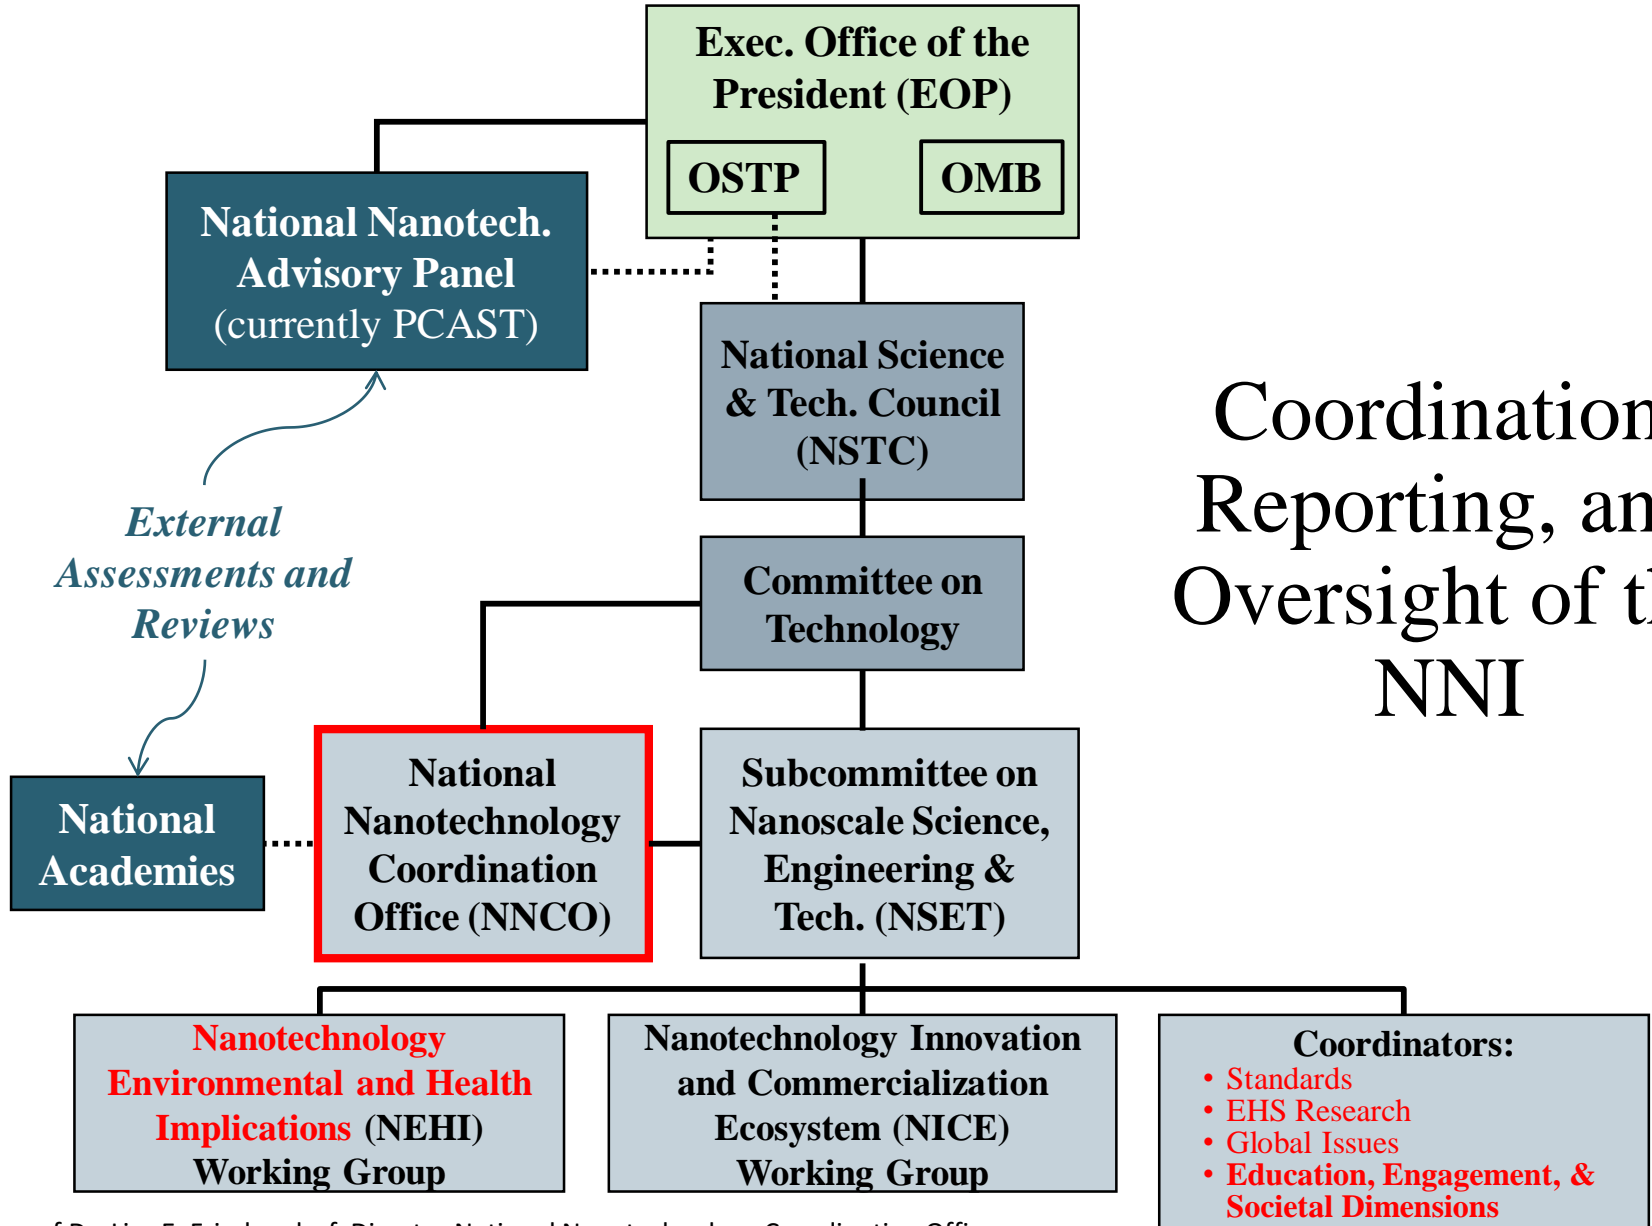 Exec. Office of the
President (EOP)
OSTP
OMB
National Nanotech.
Advisory Panel
(currently PCAST)
National Science
& Tech. Council
(NSTC)
Coordination
Reporting, an
Oversight of th
NNI
External
Assessments and
Reviews
Committee on
Technology
National
Academies
National
Nanotechnology
Coordination
Office (NNCO)
Subcommittee on
Nanoscale Science,
Engineering &
Tech. (NSET)
Nanotechnology
Environmental and Health
Implications (NEHI)
Working Group
Nanotechnology Innovation
and Commercialization
Ecosystem (NICE)
Working Group
Coordinators:
• Standards
• EHS Research
• Global Issues
• Education, Engagement, &
Societal Dimensions